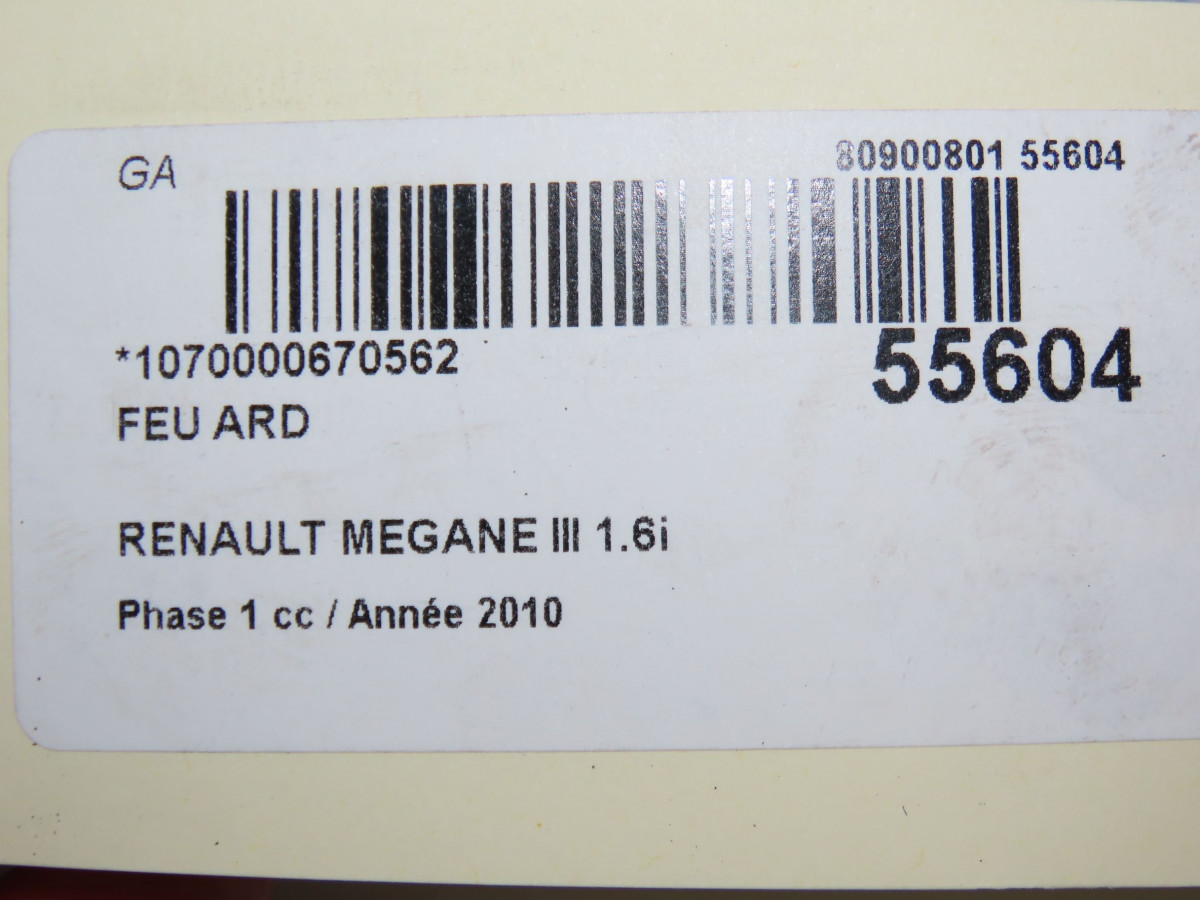 GA
80900801 55604
*1070000670562
55604
FEU ARD
RENAULT MEGANE III 1.6i
Phase 1 cc / Année 2010